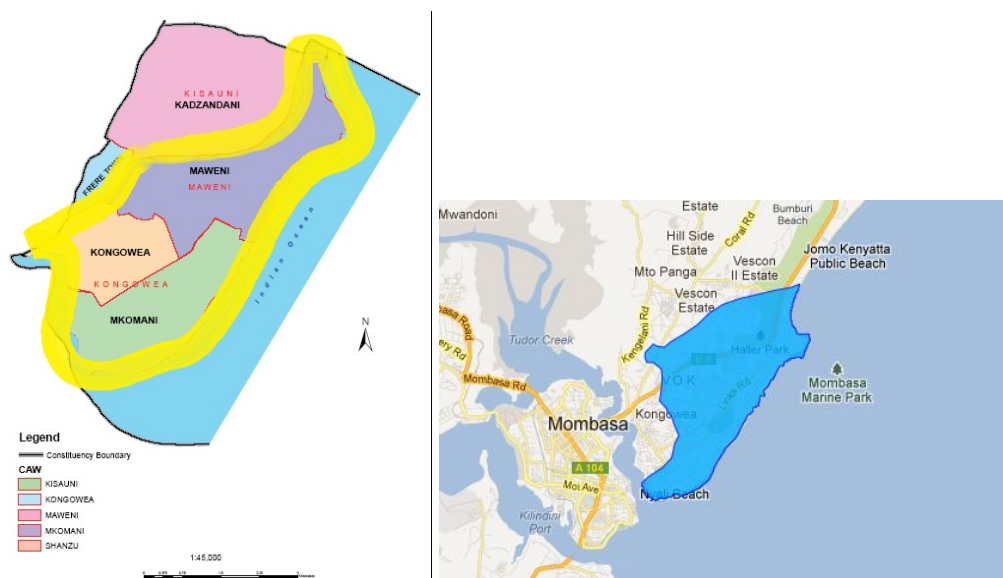 KISAUNI
KADZANDANI
MAWENI
MAWENI
KONGOWEA
KONGOWEA
MKOMANI
Indian Ocean
N
Legend
Constituency Boundary
CAW
KISAUNI
KONGOWEA
MAWENI
MKOMANI
SHANZU
1:45,000
Mwandoni
Estate
Bumburi
Beach
Hill Side
Estate
Coral Rd
Jomo Kenyatta
Public Beach
Mto Panga
Vescon
II Estate
Vescon
Estate
Kengelani Rd
Tudor Creek
Haller Park
VOK
Links Rd
Mombasa
Marine Park
Mombasa Rd
Kongowea
Mombasa
A 104
Moi Ave
Nyali Beach
Kilindini
Port